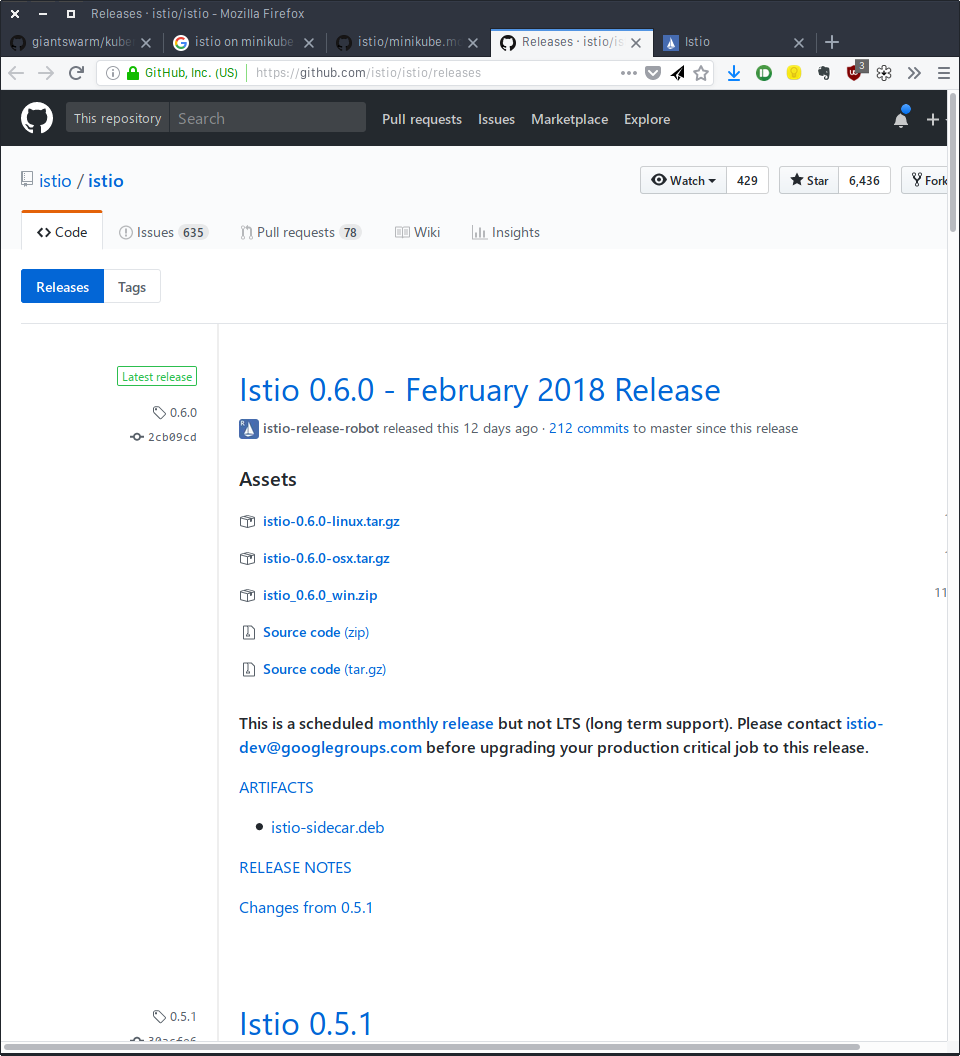 Releases · istio/istio - Mozilla Firefox
giantswarm/kube
istio on minikube
istio/minikube.m
Releases · istio/is
Istio
GitHub, Inc. (US)
https://github.com/istio/istio/releases
3
This repository
Search
Pull requests
Issues
Marketplace
Explore
istio / istio
Watch
429
Star
6,436
Fork
Code
Issues 635
Pull requests 78
Wiki
Insights
Releases
Tags
Latest release
0.6.0
2cb09cd
Istio 0.6.0 - February 2018 Release
istio-release-robot released this 12 days ago · 212 commits to master since this release
Assets
istio-0.6.0-linux.tar.gz
istio-0.6.0-osx.tar.gz
istio_0.6.0_win.zip
11
Source code (zip)
Source code (tar.gz)
This is a scheduled monthly release but not LTS (long term support). Please contact istio-
dev@googlegroups.com before upgrading your production critical job to this release.
ARTIFACTS
istio-sidecar.deb
RELEASE NOTES
Changes from 0.5.1
0.5.1
Istio 0.5.1